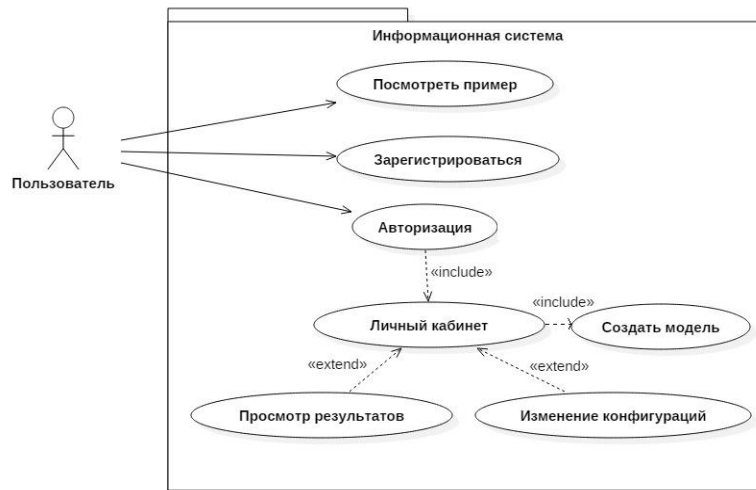 Информационная система
Посмотреть пример
Пользователь
Зарегистрироваться
Авторизация
«include»
Личный кабинет
«include»
Создать модель
«extend»
«extend»
Просмотр результатов
Изменение конфигураций